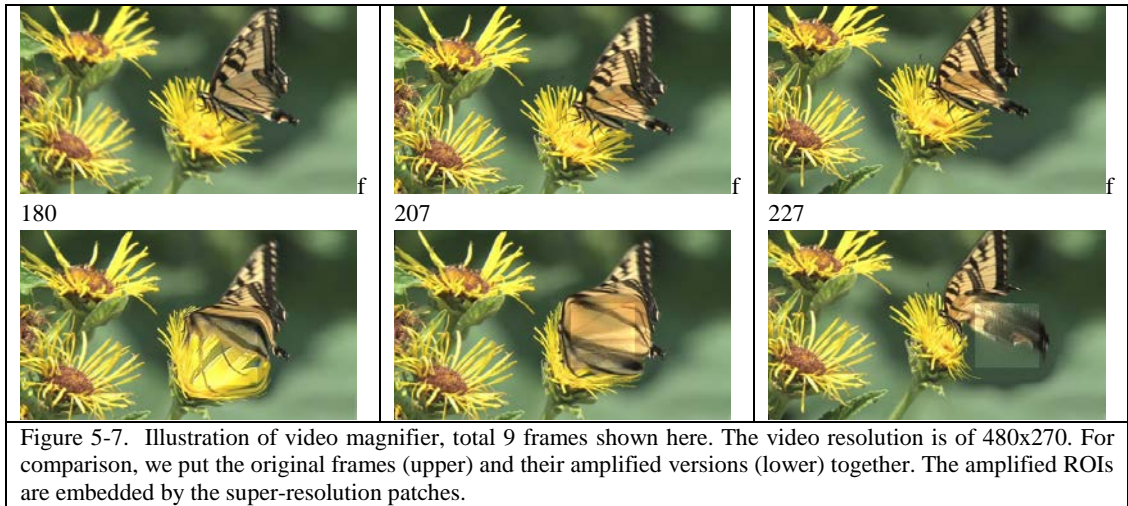 f
180
f
207
f
227
Figure 5-7. Illustration of video magnifier, total 9 frames shown here. The video resolution is of 480x270. For
comparison, we put the original frames (upper) and their amplified versions (lower) together. The amplified ROIs
are embedded by the super-resolution patches.